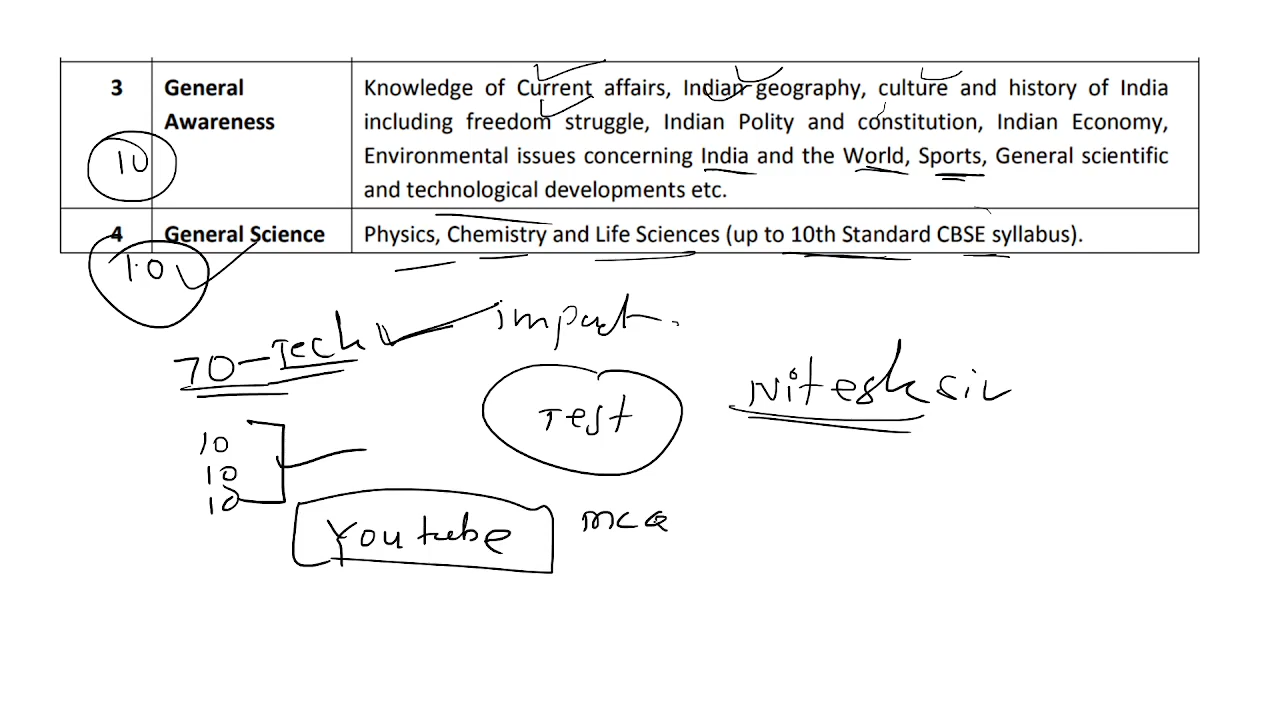 3 General Awareness Knowledge of Current affairs, Indian geography, culture and history of India
including freedom struggle, Indian Polity and constitution, Indian Economy,
10 Environmental issues concerning India and the World, Sports, General scientific
and technological developments etc.
4 General Science Physics, Chemistry and Life Sciences (up to 10th Standard CBSE syllabus).
10
impact.
70-Tech
Test
Nitesh sir
10
10
10
Youtube
mcq